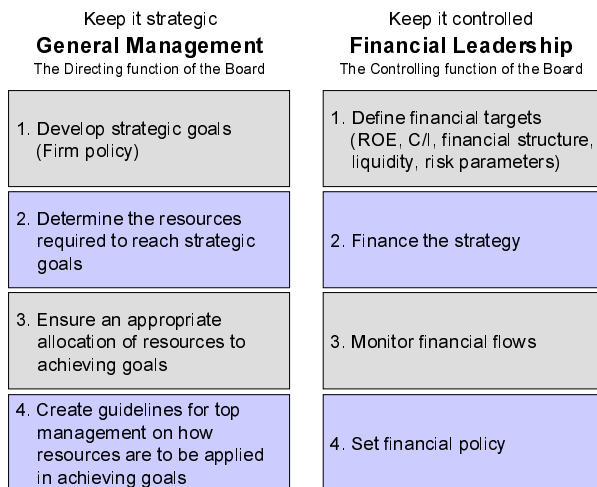 Keep it strategic
General Management
The Directing function of the Board
1. Develop strategic goals
(Firm policy)
2. Determine the resources
required to reach strategic
goals
3. Ensure an appropriate
allocation of resources to
achieving goals
4. Create guidelines for top
management on how
resources are to be applied
in achieving goals
Keep it controlled
Financial Leadership
The Controlling function of the Board
1. Define financial targets
(ROE, C/I, financial structure,
liquidity, risk parameters)
2. Finance the strategy
3. Monitor financial flows
4. Set financial policy